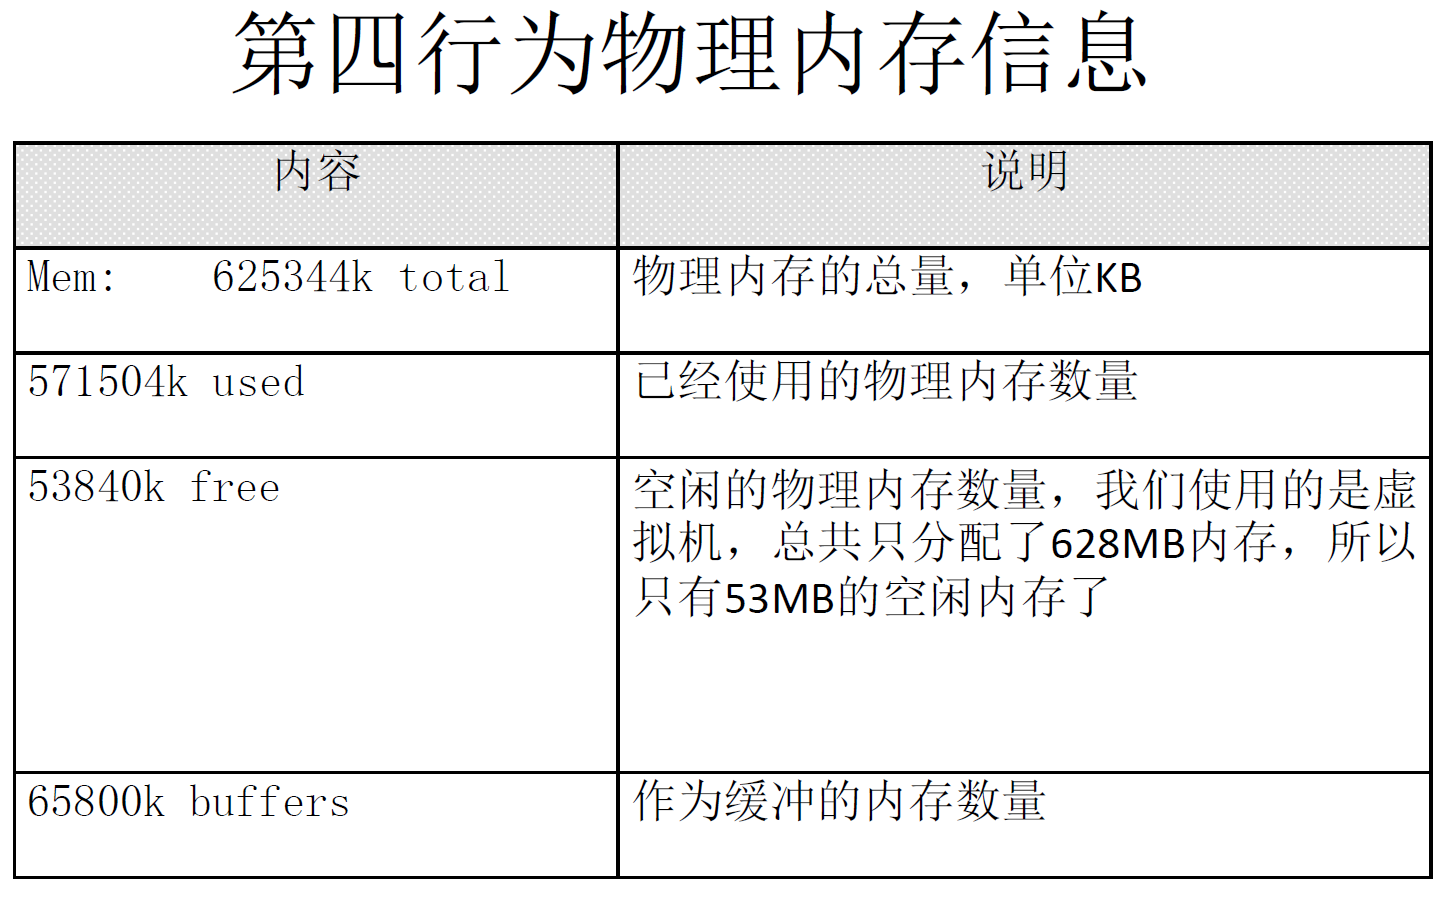 第四行为物理内存信息
内容
说明
Mem: 625344k total
物理内存的总量，单位KB
571504k used
已经使用的物理内存数量
53840k free
空闲的物理内存数量，我们使用的是虚
拟机，总共只分配了628MB内存，所以
只有53MB的空闲内存了
65800k buffers
作为缓冲的内存数量